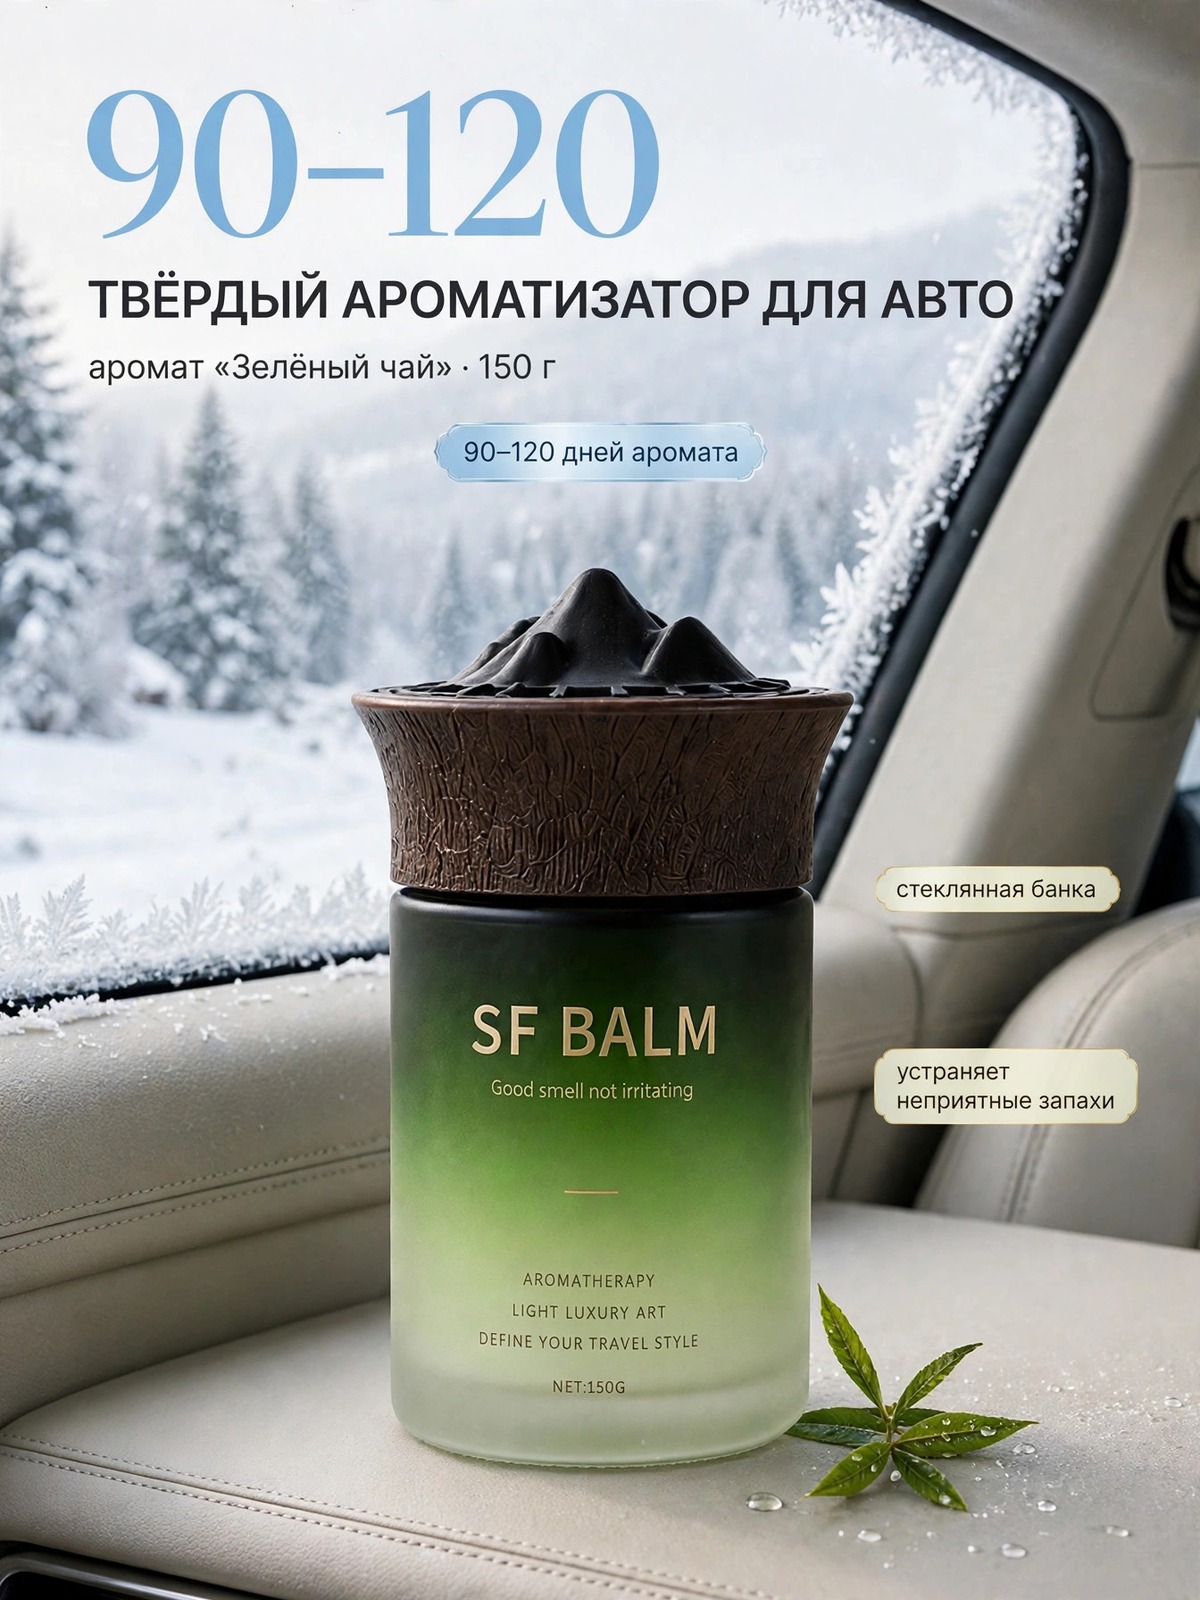 90–120
ТВЁРДЫЙ АРОМАТИЗАТОР ДЛЯ АВТО
аромат «Зелёный чай» · 150 г
90–120 дней аромата
стеклянная банка
SF BALM
Good smell not irritating
устраняет
неприятные запахи
AROMATHERAPY
LIGHT LUXURY ART
DEFINE YOUR TRAVEL STYLE
NET:150G